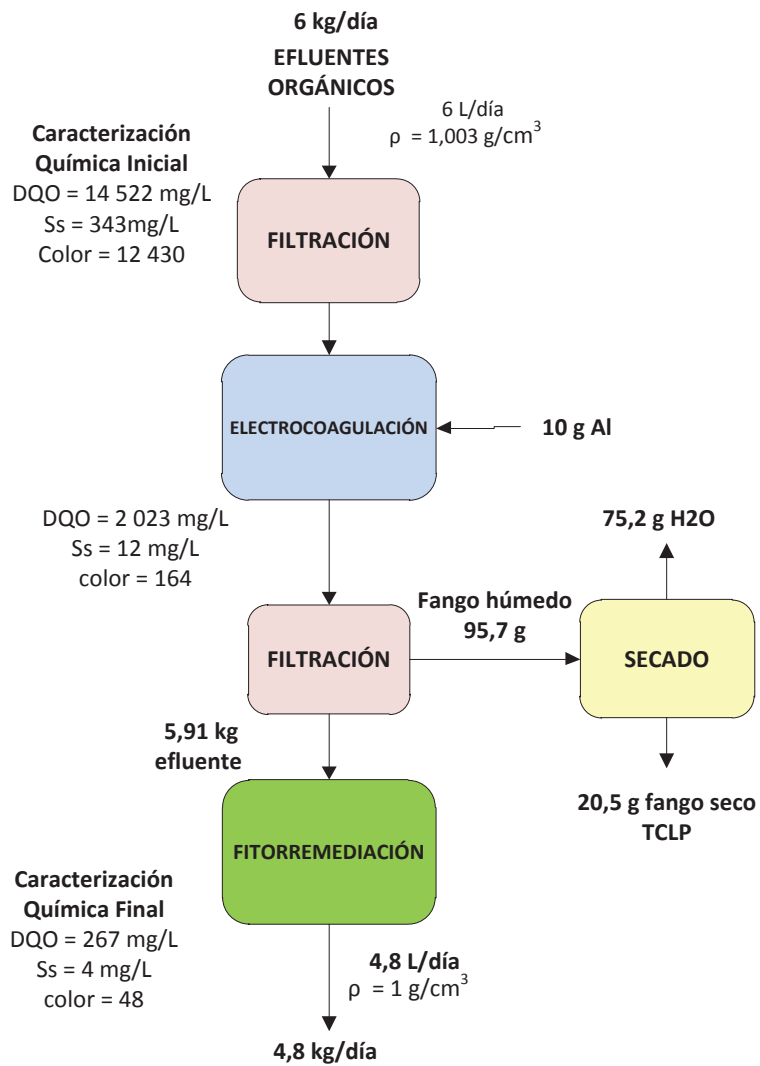 6 kg/día
EFLUENTES
ORGÁNICOS
6 L/día
ρ = 1,003 g/cm³
Caracterización
Química Inicial
DQO = 14 522 mg/L
Ss = 343mg/L
Color = 12 430
FILTRACIÓN
ELECTROCOAGULACIÓN
10 g Al
DQO = 2 023 mg/L
Ss = 12 mg/L
color = 164
75,2 g H2O
Fango húmedo
95,7 g
FILTRACIÓN
SECADO
5,91 kg
efluente
20,5 g fango seco
TCLP
FITORREMEDIACIÓN
Caracterización
Química Final
DQO = 267 mg/L
Ss = 4 mg/L
color = 48
4,8 L/día
ρ = 1 g/cm³
4,8 kg/día